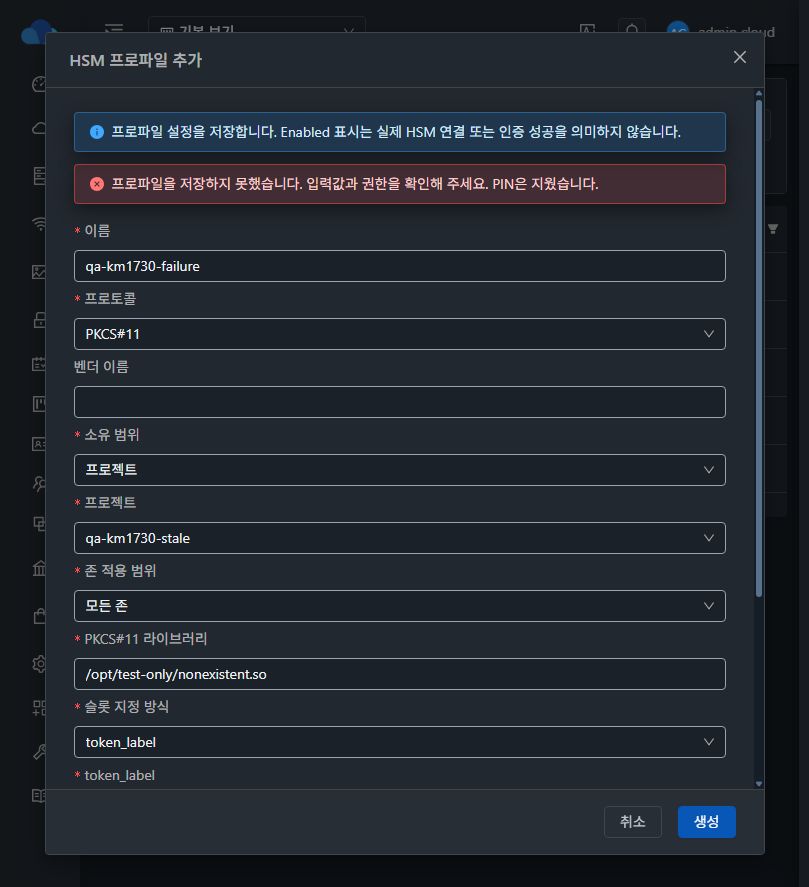 기본 보기
AC admin cloud
HSM 프로파일 추가
프로파일 설정을 저장합니다. Enabled 표시는 실제 HSM 연결 또는 인증 성공을 의미하지 않습니다.
프로파일을 저장하지 못했습니다. 입력값과 권한을 확인해 주세요. PIN은 지웠습니다.
* 이름
qa-km1730-failure
* 프로토콜
PKCS#11
벤더 이름
* 소유 범위
프로젝트
* 프로젝트
qa-km1730-stale
* 존 적용 범위
모든 존
* PKCS#11 라이브러리
/opt/test-only/nonexistent.so
* 슬롯 지정 방식
token_label
* token_label
취소
생성